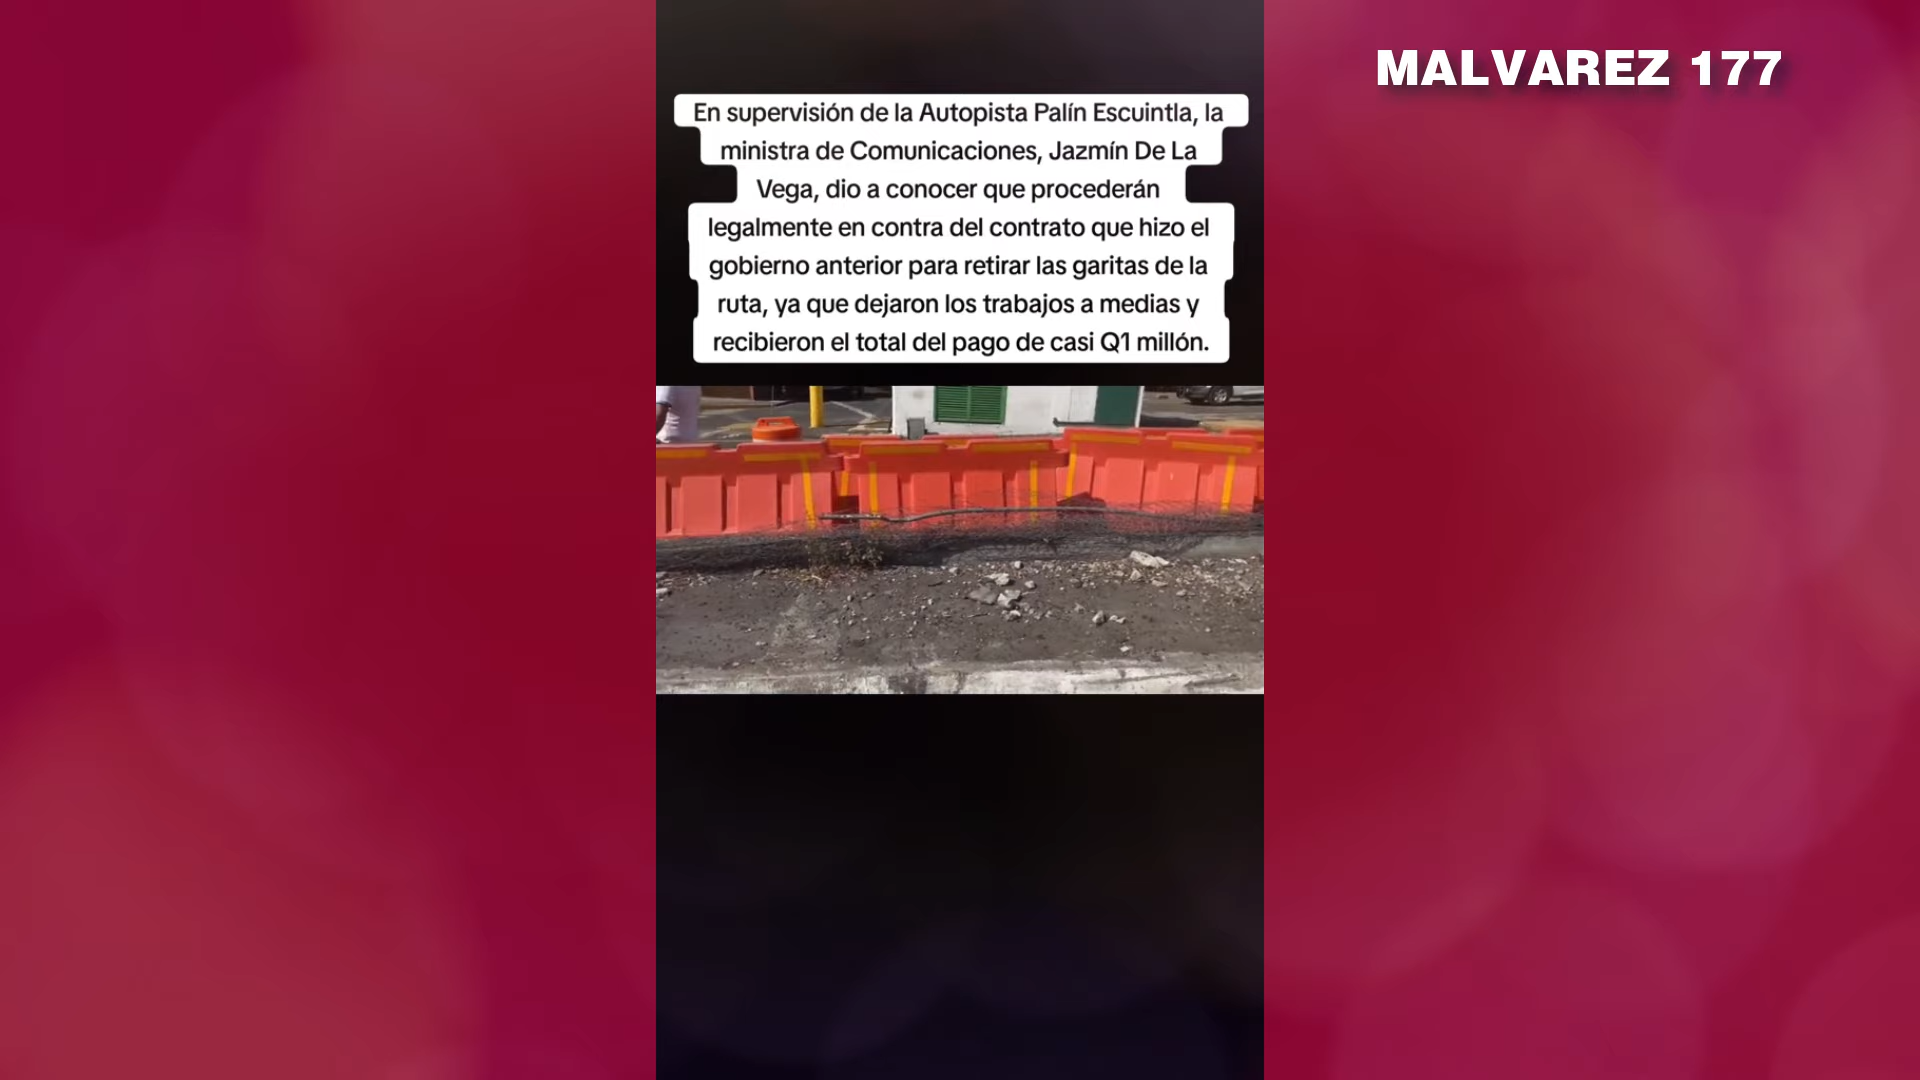 MALVAREZ 177
En supervisión de la Autopista Palín Escuintla, la
ministra de Comunicaciones, Jazmín De La
Vega, dio a conocer que procederán
legalmente en contra del contrato que hizo el
gobierno anterior para retirar las garitas de la
ruta, ya que dejaron los trabajos a medias y
recibieron el total del pago de casi Q1 millón.